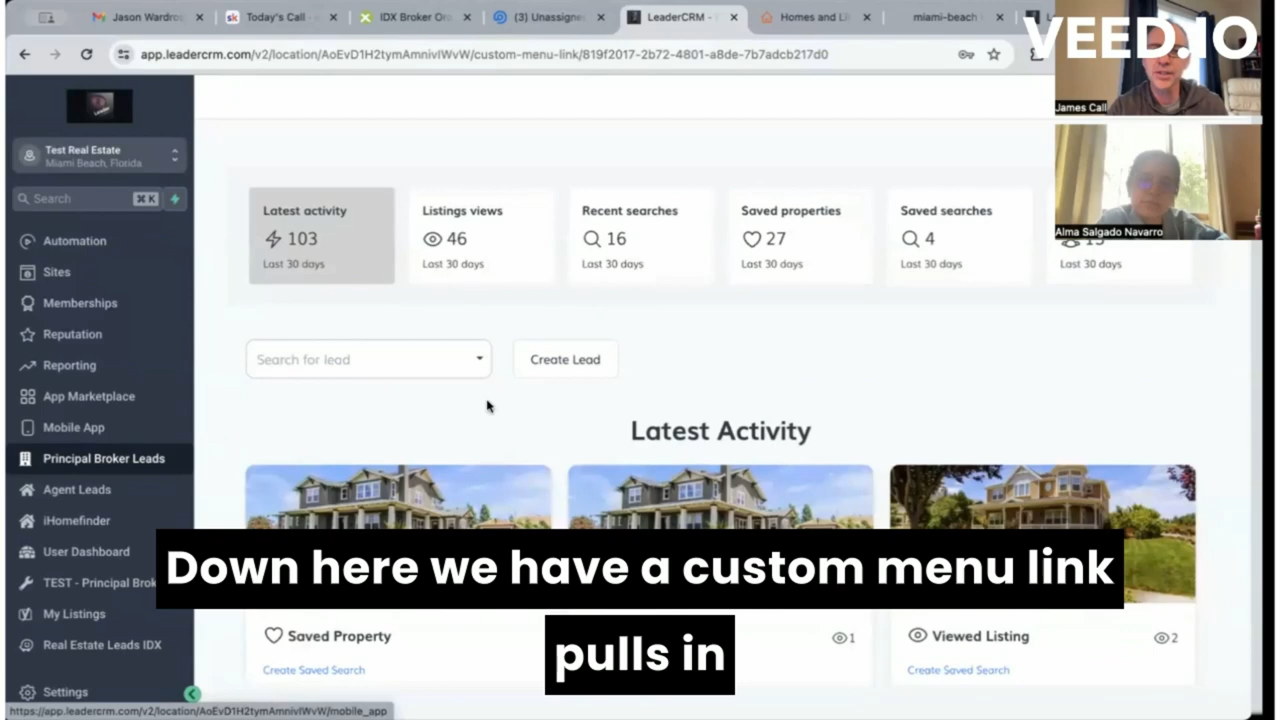 Jason Wardro
Today's Call -
IDX Broker Or
(3) Unassigne
LeaderCRM -
Homes and Li
miami-beach
app.leadercrm.com/v2/location/AoEvD1H2tymAmnivIWvW/custom-menu-link/819f2017-2b72-4801-a8de-7b7adcb217d0
VEED.IO
James Call
Alma Salgado Navarro
Test Real Estate
Miami Beach, Florida
Search ⌘ K
Automation
Sites
Memberships
Reputation
Reporting
App Marketplace
Mobile App
Principal Broker Leads
Agent Leads
iHomefinder
User Dashboard
TEST - Principal Brok
My Listings
Real Estate Leads IDX
Settings
Latest activity
103
Last 30 days
Listings views
46
Last 30 days
Recent searches
16
Last 30 days
Saved properties
27
Last 30 days
Saved searches
4
Last 30 days
Last 30 days
Search for lead
Create Lead
Latest Activity
Down here we have a custom menu link
pulls in
Saved Property
Create Saved Search
1
Viewed Listing
2
Create Saved Search
https://app.leadercrm.com/v2/location/AoEvD1H2tymAmnivIWvW/mobile_app